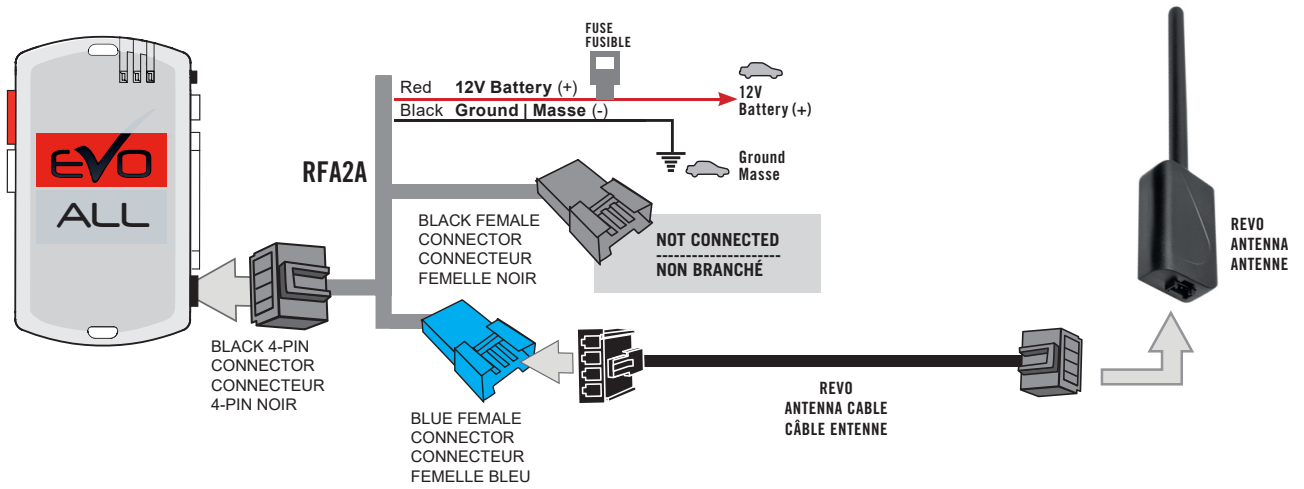 EVO
ALL
RFA2A
FUSE
FUSIBLE
Red 12V Battery (+)
Black Ground | Masse (-)
12V
Battery (+)
Ground
Masse
BLACK FEMALE
CONNECTOR
CONNECTEUR
FEMELLE NOIR
NOT CONNECTED
NON BRANCHÉ
BLACK 4-PIN
CONNECTOR
CONNECTEUR
4-PIN NOIR
BLUE FEMALE
CONNECTOR
CONNECTEUR
FEMELLE BLEU
REVO
ANTENNA CABLE
CÂBLE ENTENNE
REVO
ANTENNA
ANTENNE